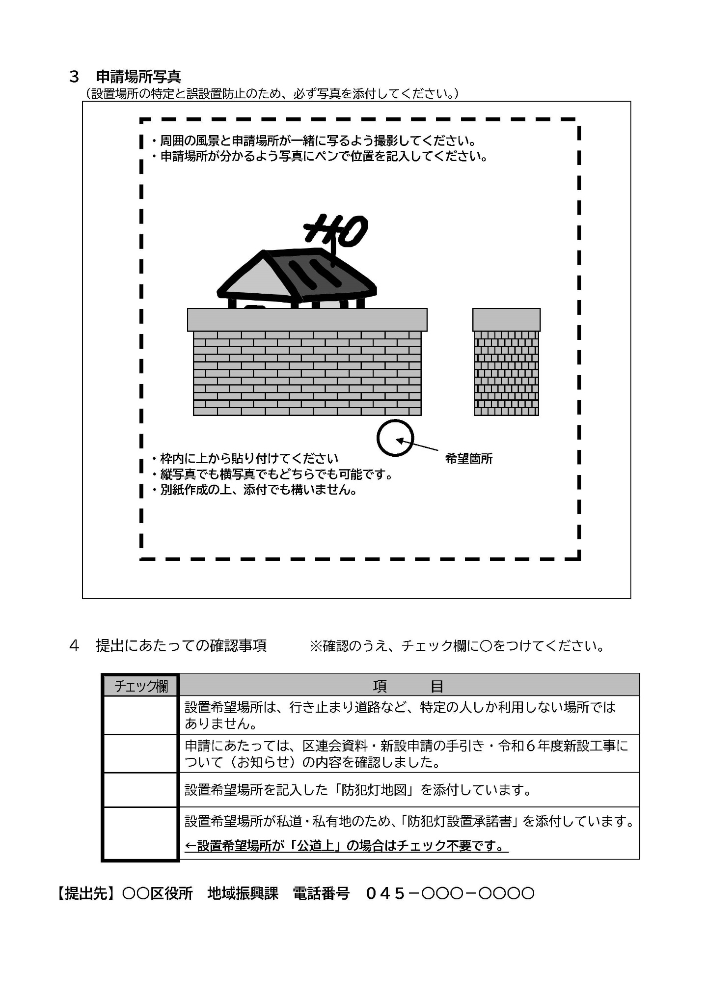 ３　申請場所写真
（設置場所の特定と誤設置防止のため、必ず写真を添付してください。）
・周囲の風景と申請場所が一緒に写るよう撮影してください。
・申請場所が分かるよう写真にペンで位置を記入してください。
希望箇所
・枠内に上から貼り付けてください
・縦写真でも横写真でもどちらでも可能です。
・別紙作成の上、添付でも構いません。
４　提出にあたっての確認事項　　　※確認のうえ、チェック欄に○をつけてください。
チェック欄　項　　　目
設置希望場所は、行き止まり道路など、特定の人しか利用しない場所では
ありません。
申請にあたっては、区連会資料・新設申請の手引き・令和６年度新設工事に
ついて（お知らせ）の内容を確認しました。
設置希望場所を記入した「防犯灯地図」を添付しています。
設置希望場所が私道・私有地のため、「防犯灯設置承諾書」を添付しています。
←設置希望場所が「公道上」の場合はチェック不要です。
【提出先】○○区役所　地域振興課　電話番号　０４５－○○○－○○○○